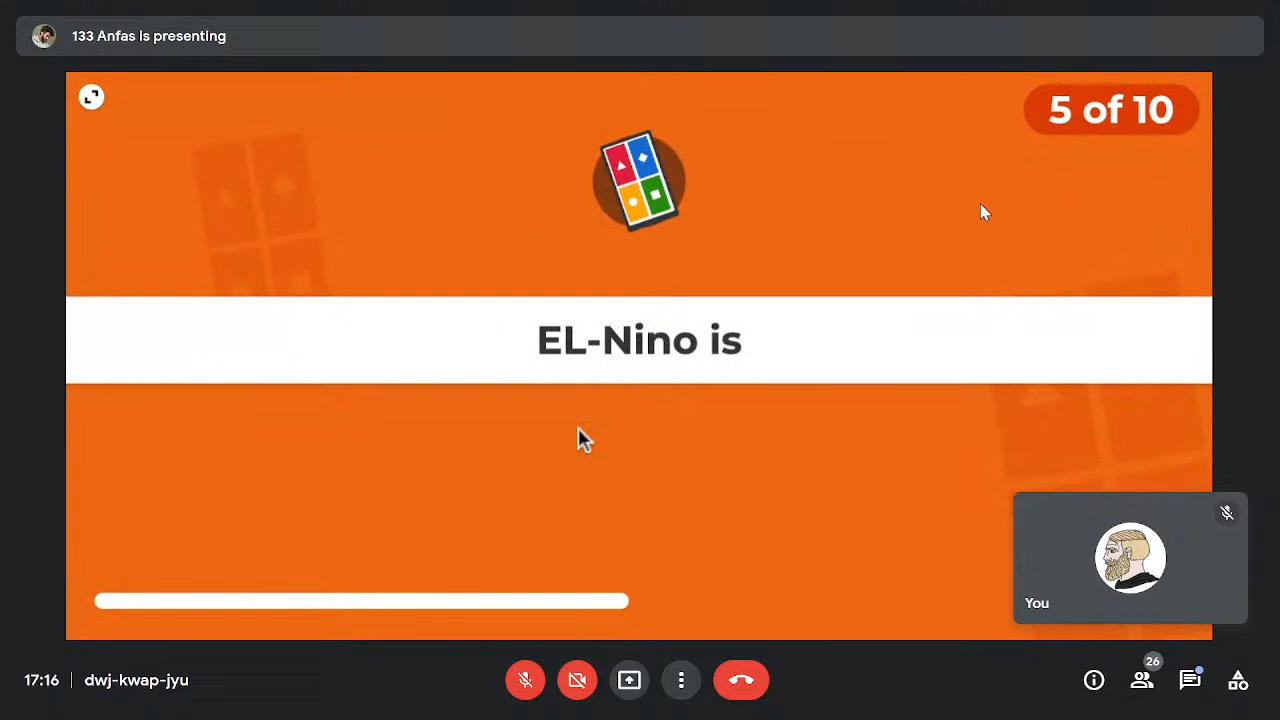 133 Anfas Is presenting
5 of 10
EL-Nino is
You
17:16 | dwj-kwap-jyu
26